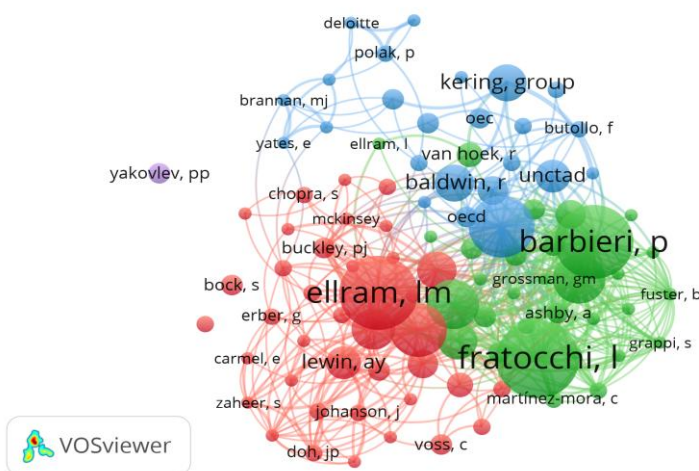 deloitte
polak, p
kering, group
brannan, mj
oec
butollo, f
yates, e
ellram, l
van hoek, r
yakovlev, pp
baldwin, r
unctad
chopra, s
mckinsey
oecd
buckley, pj
barbieri, p
bock, s
ellram, lm
grossman, gm
fuster, b
erber, g
ashby, a
carmel, e
lewin, ay
fratocchi, l
grappi, s
zaheer, s
johanson, j
martínez-mora, c
doh, jp
voss, c
VOSviewer